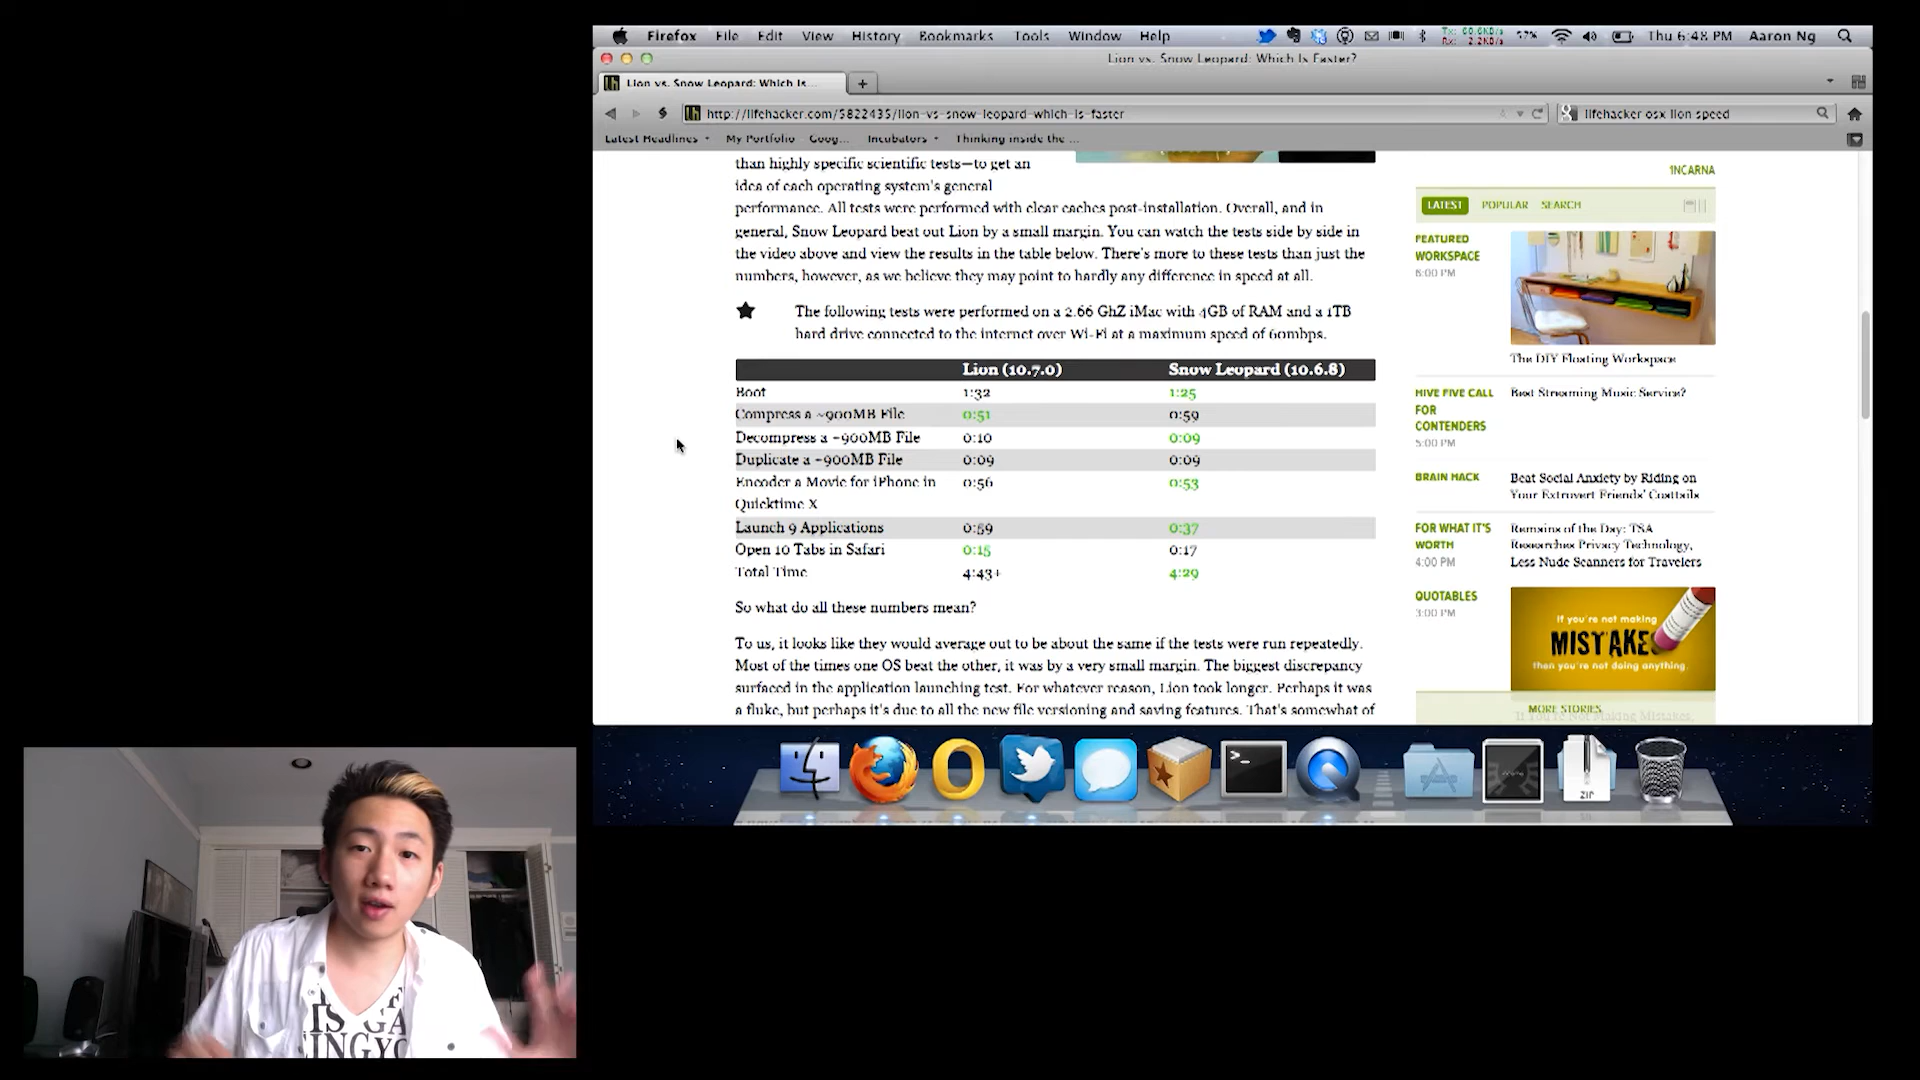 Firefox File Edit View History Bookmarks Tools Window Help
57% Thu 6:48 PM Aaron Ng
Lion vs. Snow Leopard: Which Is Faster?
Lion vs. Snow Leopard: Which Is...
http://lifehacker.com/5822435/lion-vs-snow-leopard-which-is-faster
lifehacker osx lion speed
Latest Headlines My Portfolio Goog... Incubators Thinking inside the ...
than highly specific scientific tests—to get an
idea of each operating system's general
performance. All tests were performed with clear caches post-installation. Overall, and in
general, Snow Leopard beat out Lion by a small margin. You can watch the tests side by side in
the video above and view the results in the table below. There's more to these tests than just the
numbers, however, as we believe they may point to hardly any difference in speed at all.
The following tests were performed on a 2.66 GhZ iMac with 4GB of RAM and a 1TB
hard drive connected to the internet over Wi-Fi at a maximum speed of 60mbps.
Lion (10.7.0) Snow Leopard (10.6.8)
Boot 1:32 1:25
Compress a ~900MB File 0:51 0:59
Decompress a ~900MB File 0:10 0:09
Duplicate a ~900MB File 0:09 0:09
Encoder a Movie for iPhone in 0:56 0:53
Quicktime X
Launch 9 Applications 0:59 0:37
Open 10 Tabs in Safari 0:15 0:17
Total Time 4:43+ 4:29
So what do all these numbers mean?
To us, it looks like they would average out to be about the same if the tests were run repeatedly.
Most of the times one OS beat the other, it was by a very small margin. The biggest discrepancy
surfaced in the application launching test. For whatever reason, Lion took longer. Perhaps it was
a fluke, but perhaps it's due to all the new file versioning and saving features. That's somewhat of
1NCARNA
LATEST POPULAR SEARCH
FEATURED
WORKSPACE
6:00 PM
The DIY Floating Workspace
HIVE FIVE CALL
FOR
CONTENDERS
5:00 PM
Best Streaming Music Service?
BRAIN HACK
Beat Social Anxiety by Riding on
Your Extrovert Friends' Coattails
FOR WHAT IT'S
WORTH
4:00 PM
Remains of the Day: TSA
Researches Privacy Technology,
Less Nude Scanners for Travelers
QUOTABLES
3:00 PM
If you're not making
MISTAKES
then you're not doing anything.
If You're Not Making Mistakes,
MORE STORIES
ZIP